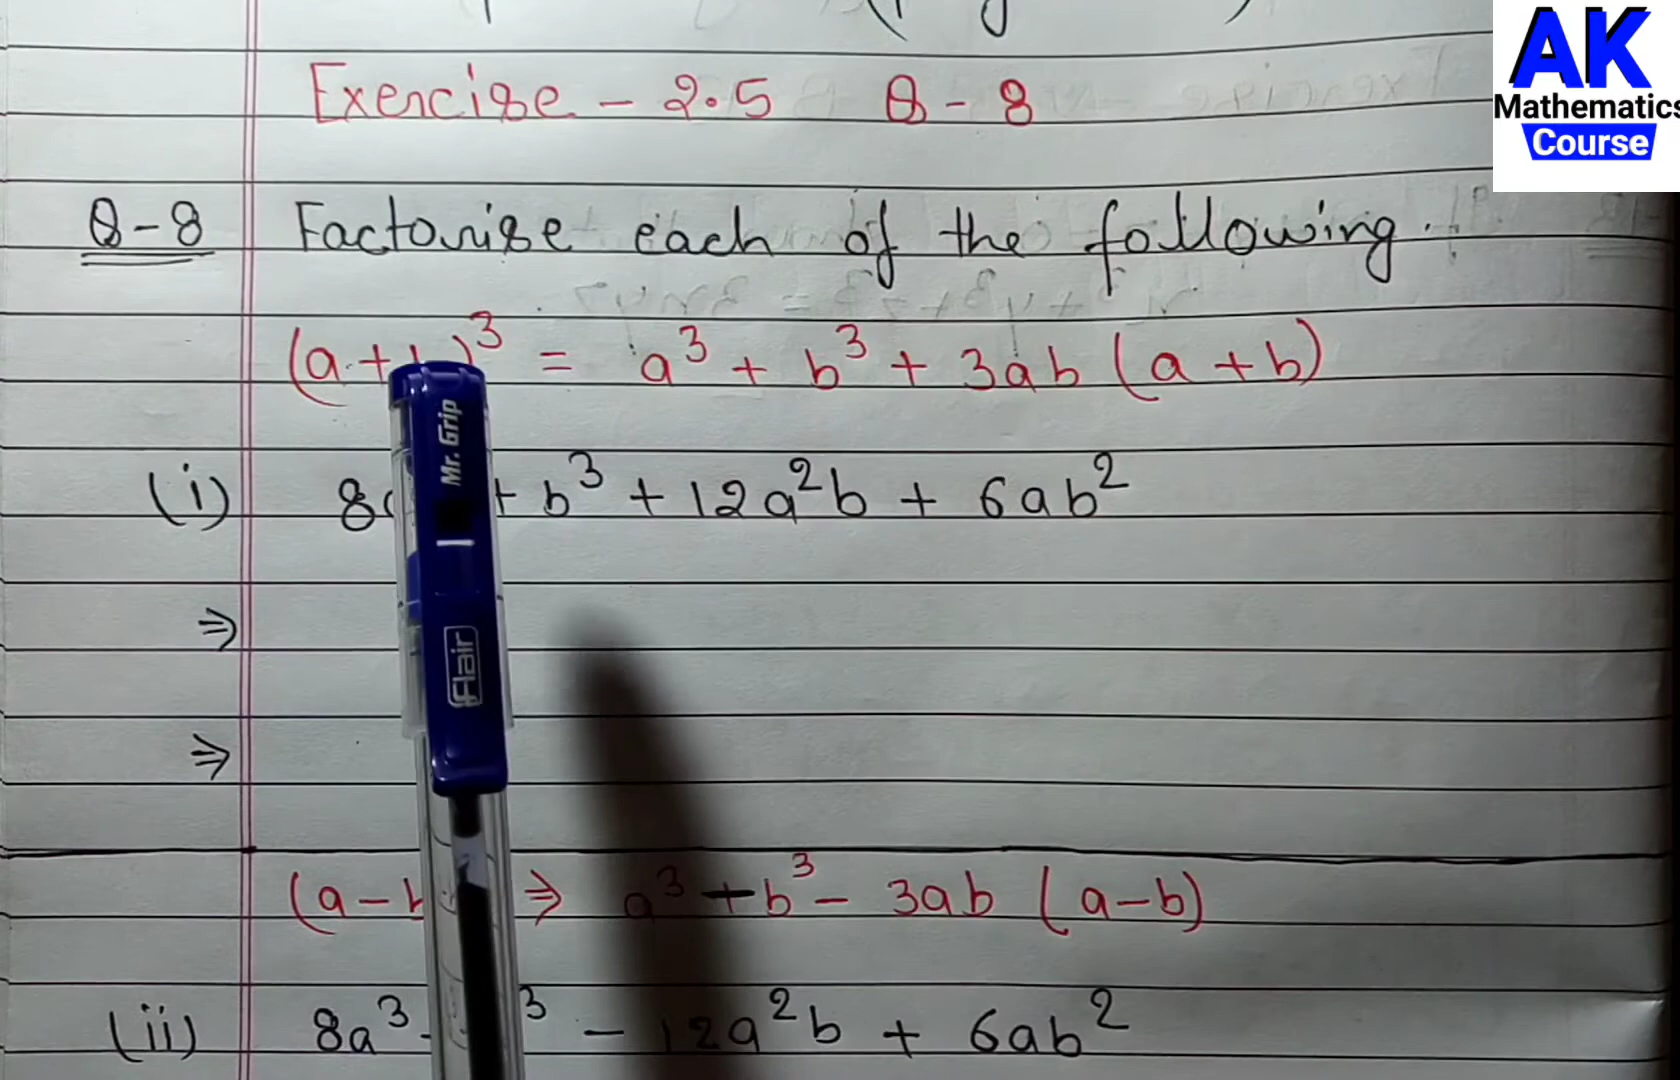 AK
Mathematics
Course
Exercise - 2.5 Q - 8
Q-8 Factorise each of the following.
(a + )³ = a³ + b³ + 3ab (a + b)
(i) 8 + b³ + 12a²b + 6ab²
⇒
⇒
(a - b ⇒ a³ + b³ - 3ab (a-b)
(ii) 8a³ - ³ - 12a²b + 6ab²
Mr. Grip
Flair